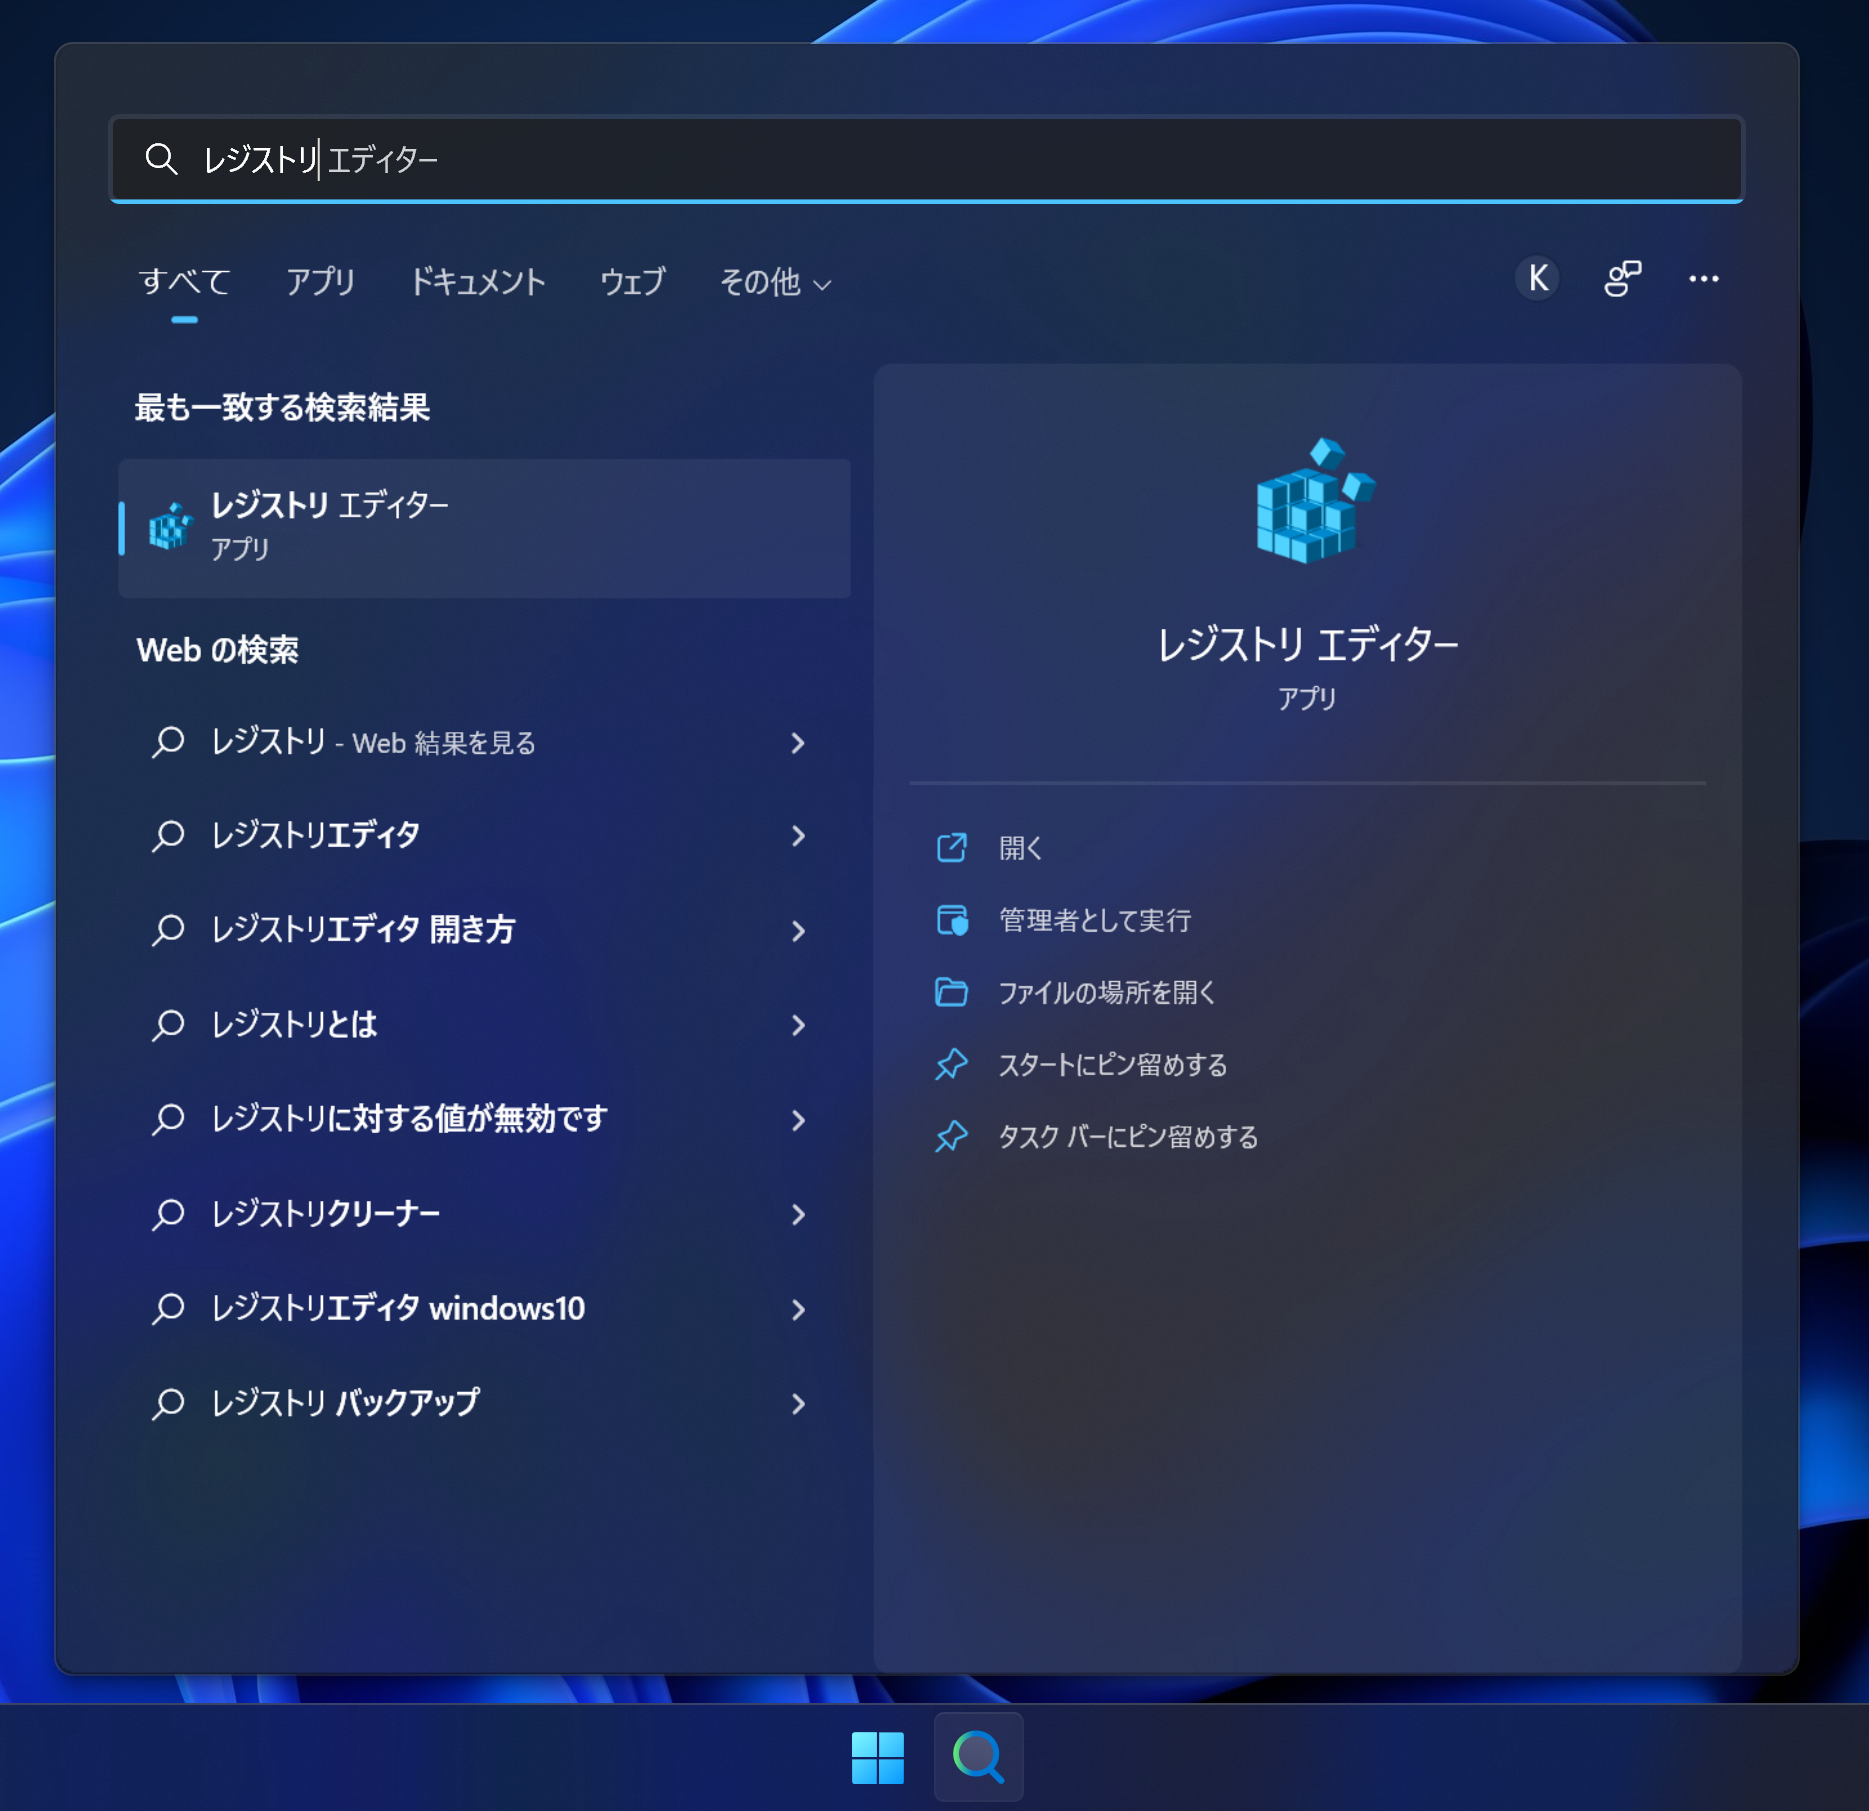 レジストリ エディター
すべて アプリ ドキュメント ウェブ その他 K
最も一致する検索結果
レジストリ エディター
アプリ
Web の検索
レジストリ - Web 結果を見る
レジストリエディタ
レジストリエディタ 開き方
レジストリとは
レジストリに対する値が無効です
レジストリクリーナー
レジストリエディタ windows10
レジストリ バックアップ
レジストリ エディター
アプリ
開く
管理者として実行
ファイルの場所を開く
スタートにピン留めする
タスク バーにピン留めする